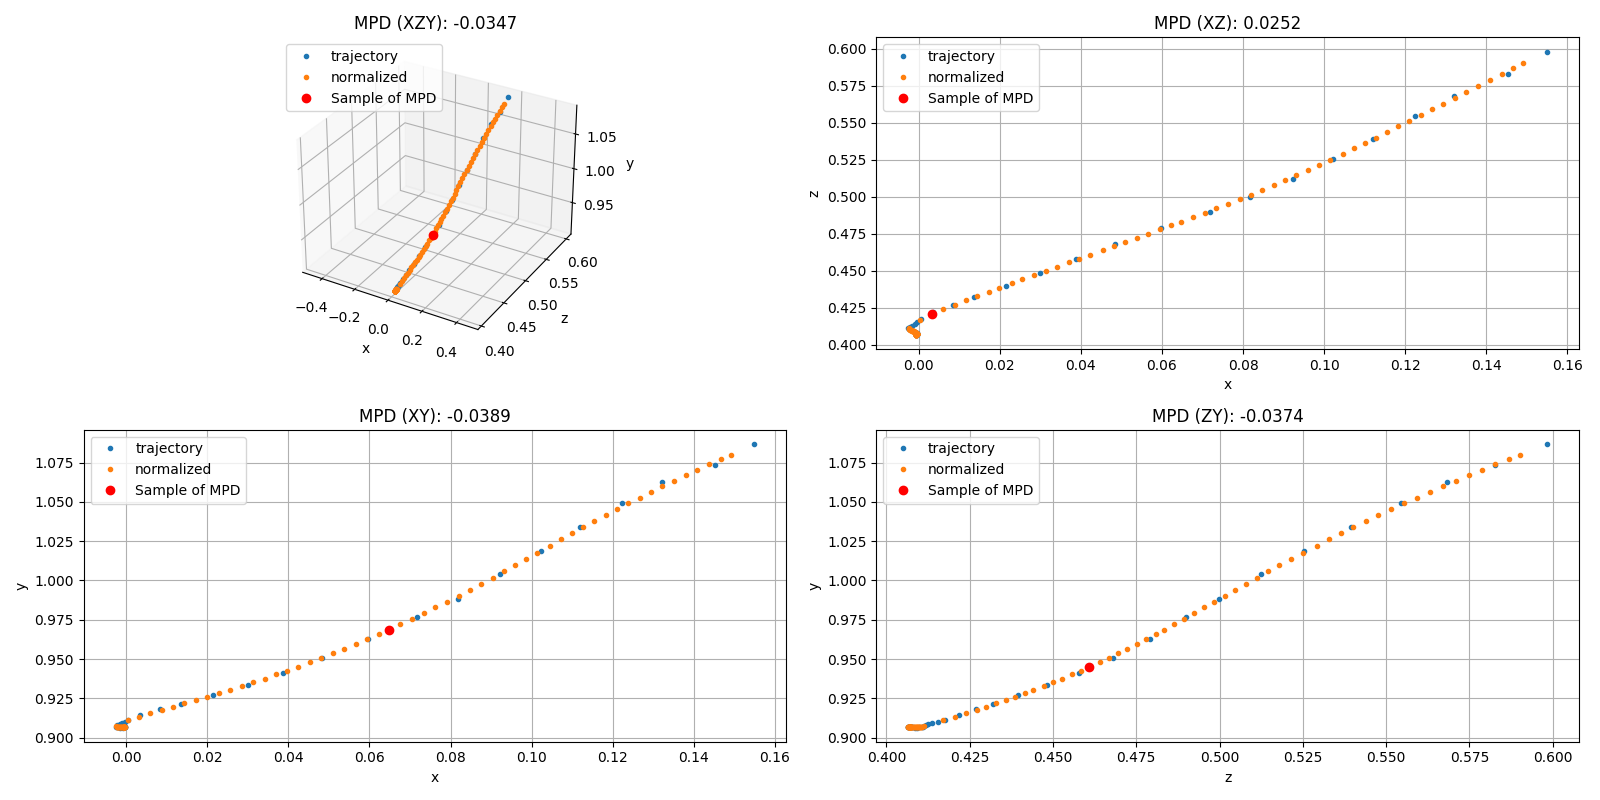 MPD (XZY): -0.0347
trajectory
normalized
Sample of MPD
1.05
1.00
0.95
y
−0.4
−0.2
0.0
0.2
0.4
x
0.40
0.45
0.50
0.55
0.60
z
MPD (XZ): 0.0252
trajectory
normalized
Sample of MPD
0.600
0.575
0.550
0.525
0.500
0.475
0.450
0.425
0.400
z
0.00 0.02 0.04 0.06 0.08 0.10 0.12 0.14 0.16
x
MPD (XY): -0.0389
trajectory
normalized
Sample of MPD
1.075
1.050
1.025
1.000
0.975
0.950
0.925
0.900
y
0.00 0.02 0.04 0.06 0.08 0.10 0.12 0.14 0.16
x
MPD (ZY): -0.0374
trajectory
normalized
Sample of MPD
1.075
1.050
1.025
1.000
0.975
0.950
0.925
0.900
y
0.400 0.425 0.450 0.475 0.500 0.525 0.550 0.575 0.600
z